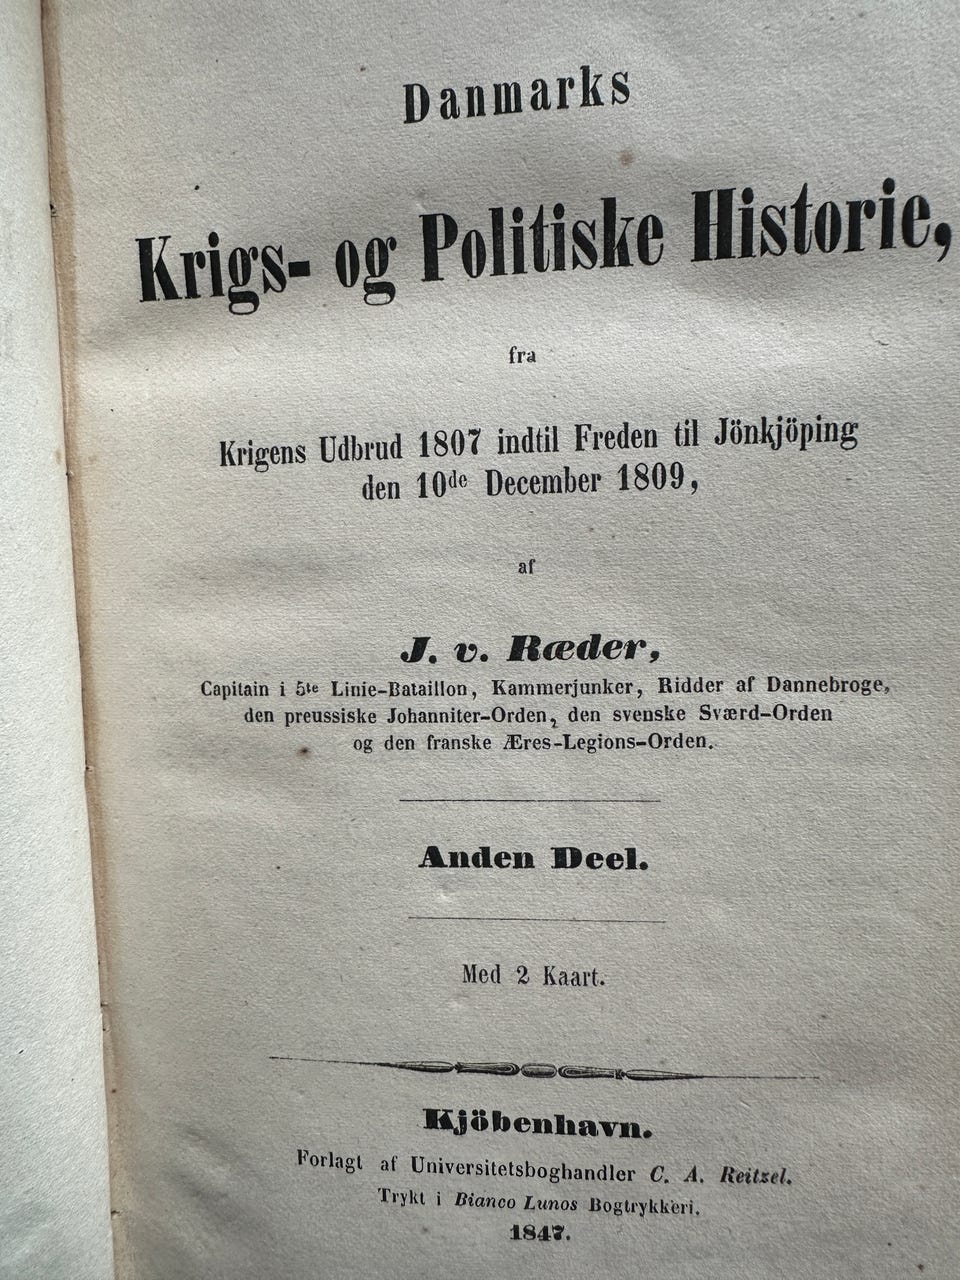 Danmarks
Krigs- og Politiske Historie,
fra
Krigens Udbrud 1807 indtil Freden til Jönkjöping
den 10de December 1809,
af
J. v. Ræder,
Capitain i 5te Linie-Bataillon, Kammerjunker, Ridder af Dannebroge,
den preussiske Johanniter-Orden, den svenske Sværd-Orden
og den franske Æres-Legions-Orden.
Anden Deel.
Med 2 Kaart.
Kjöbenhavn.
Forlagt af Universitetsboghandler C. A. Reitzel.
Trykt i Bianco Lunos Bogtrykkeri.
1847.